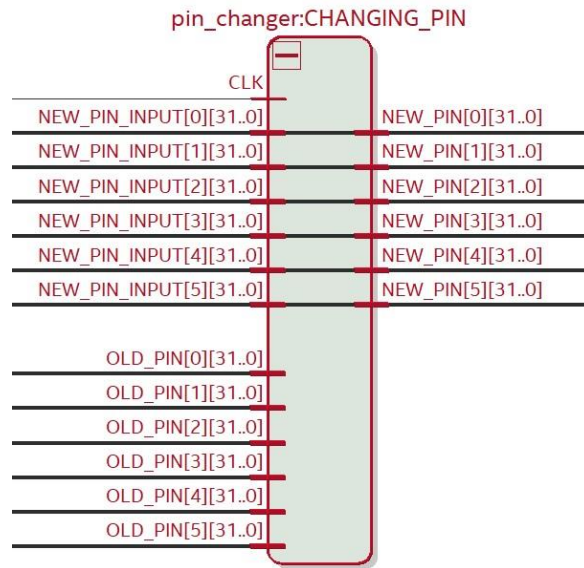 pin_changer:CHANGING_PIN
CLK
NEW_PIN_INPUT[0][31..0] NEW_PIN[0][31..0]
NEW_PIN_INPUT[1][31..0] NEW_PIN[1][31..0]
NEW_PIN_INPUT[2][31..0] NEW_PIN[2][31..0]
NEW_PIN_INPUT[3][31..0] NEW_PIN[3][31..0]
NEW_PIN_INPUT[4][31..0] NEW_PIN[4][31..0]
NEW_PIN_INPUT[5][31..0] NEW_PIN[5][31..0]
OLD_PIN[0][31..0]
OLD_PIN[1][31..0]
OLD_PIN[2][31..0]
OLD_PIN[3][31..0]
OLD_PIN[4][31..0]
OLD_PIN[5][31..0]